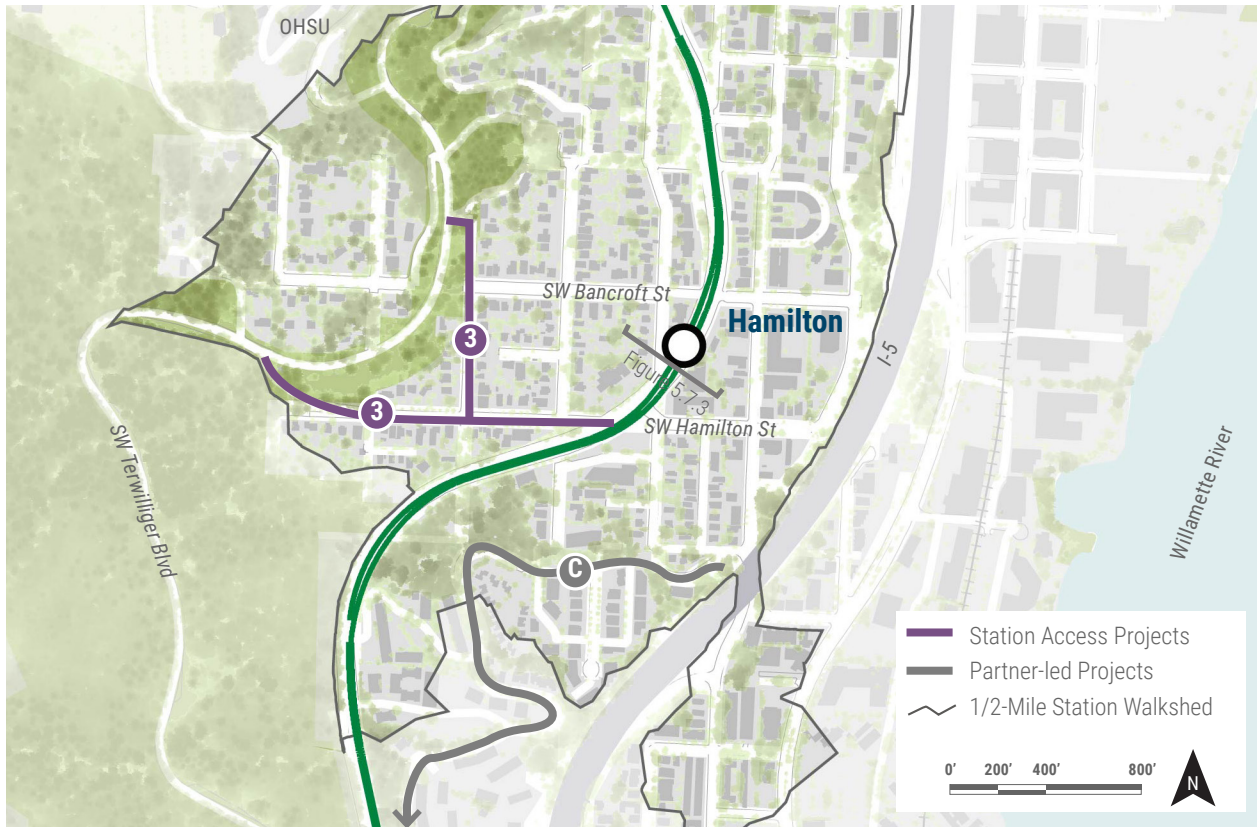 OHSU
SW Bancroft St
Hamilton
3
I-5
Figure 5.7.3
3
SW Hamilton St
SW Terwilliger Blvd
Willamette River
C
Station Access Projects
Partner-led Projects
1/2-Mile Station Walkshed
0’ 200’ 400’ 800’
N